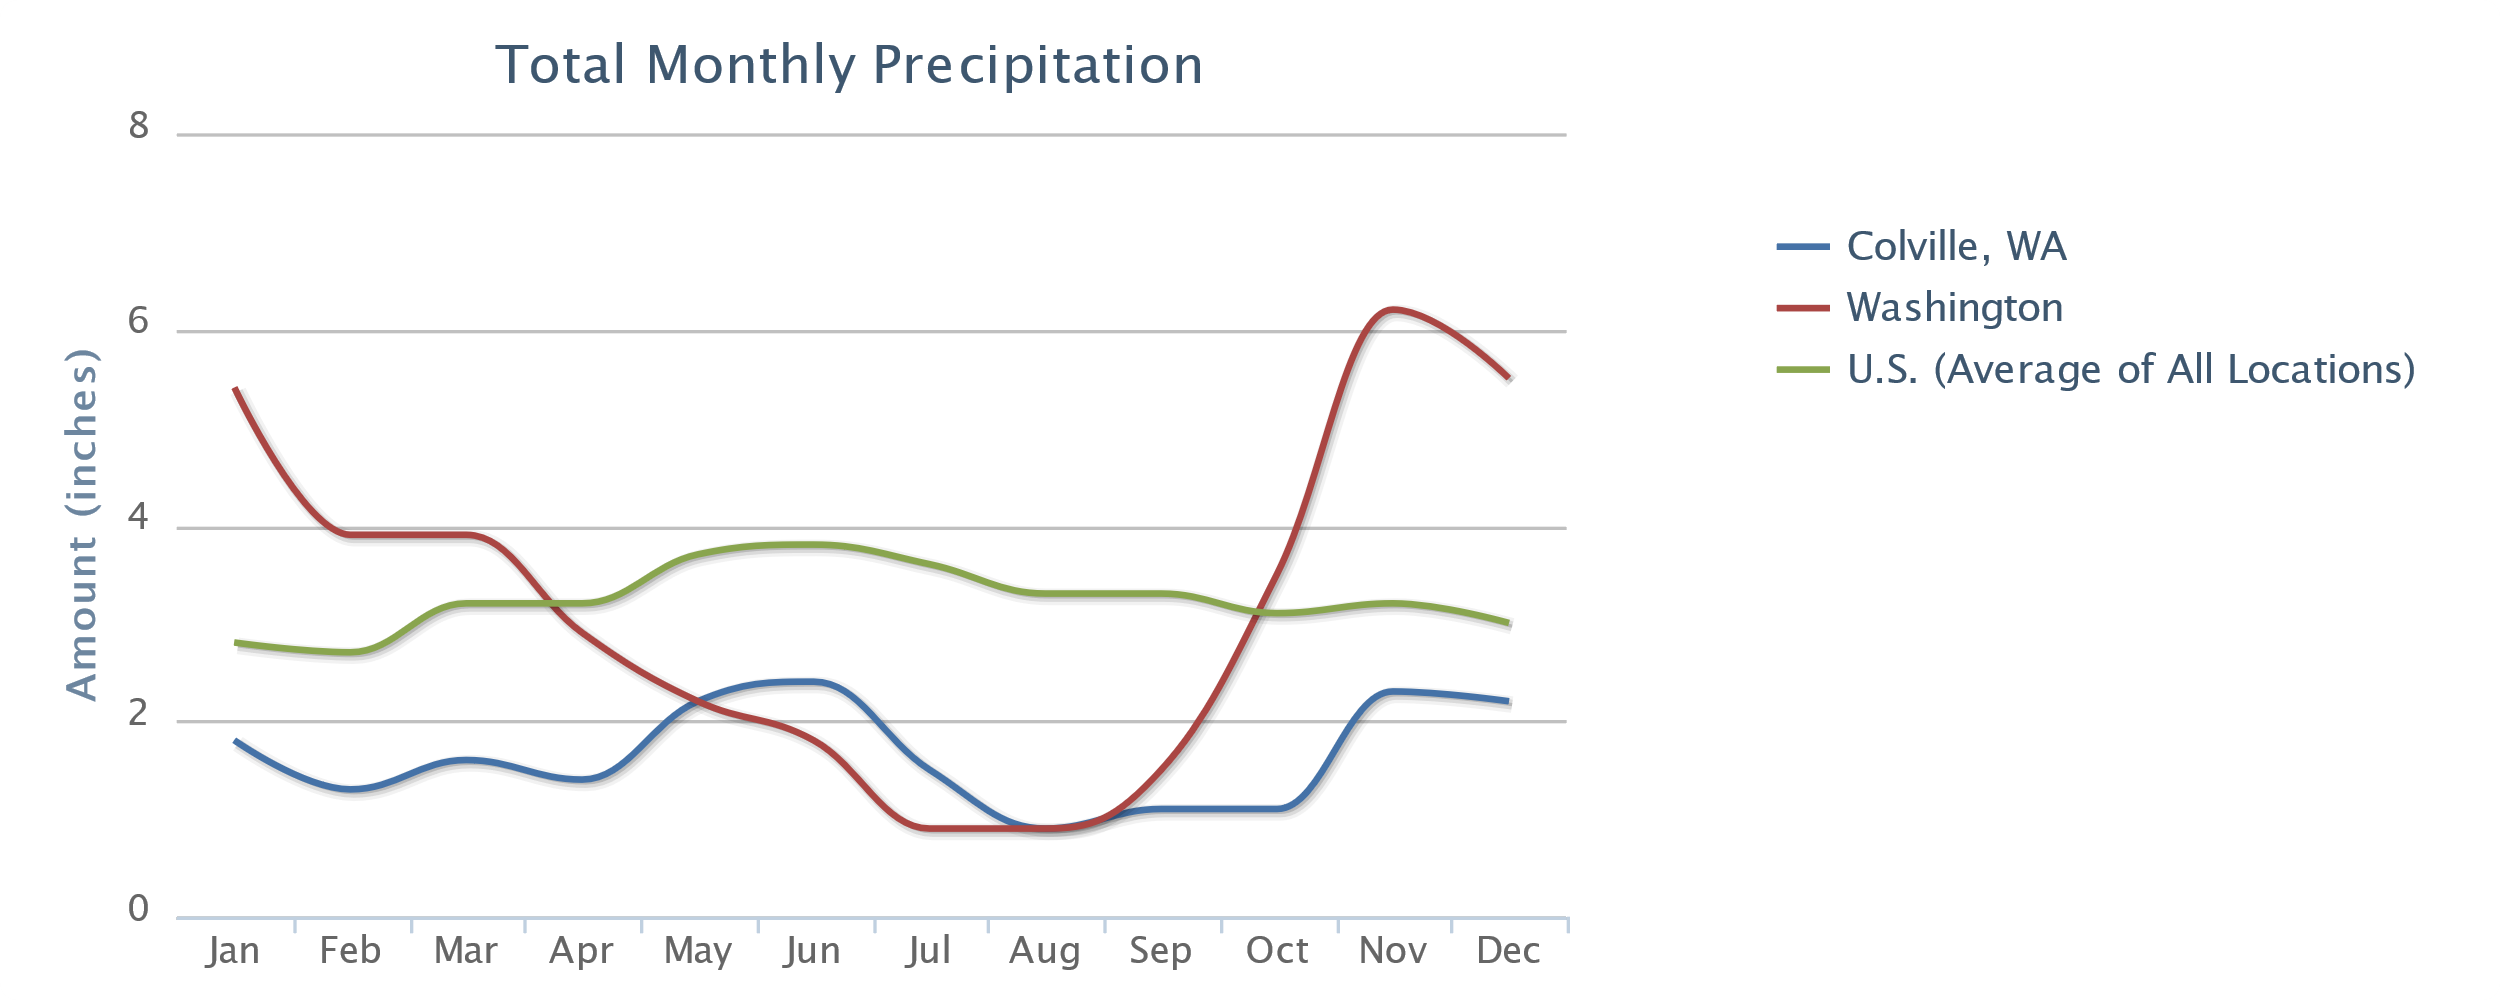 Total Monthly Precipitation
8
6
4
2
0
Amount (inches)
Jan Feb Mar Apr May Jun Jul Aug Sep Oct Nov Dec
Colville, WA
Washington
U.S. (Average of All Locations)